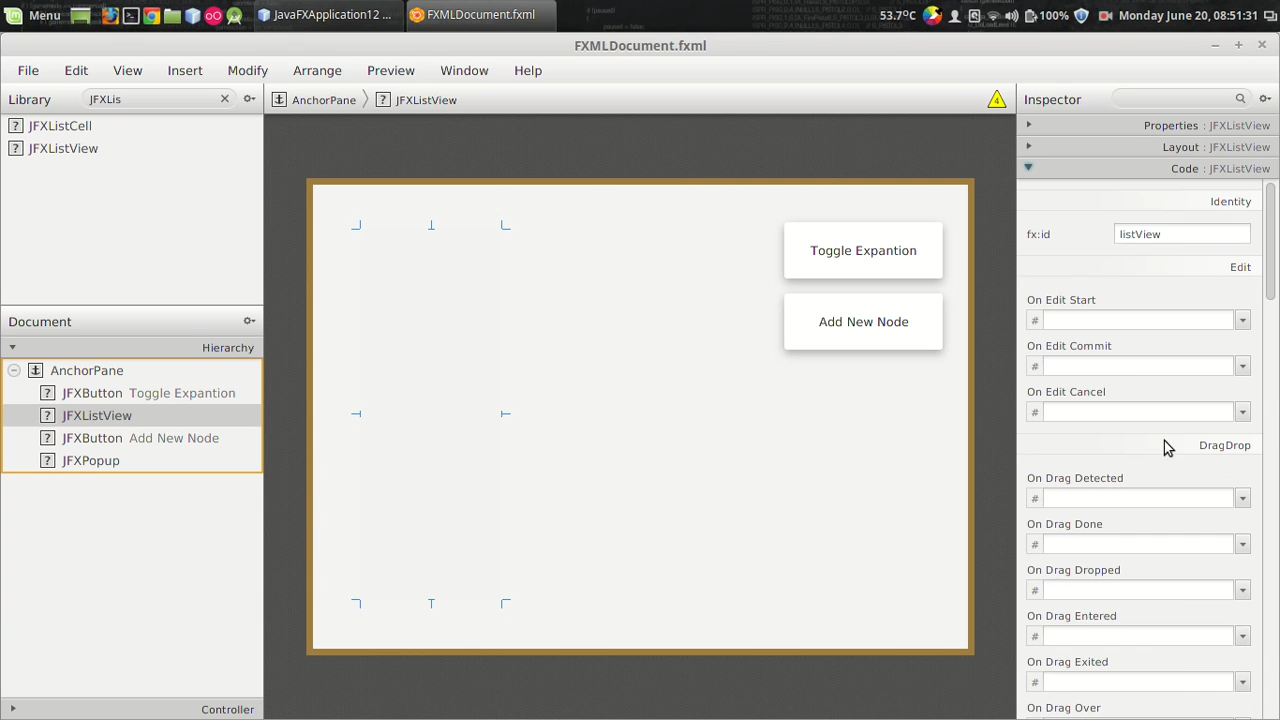 Menu
JavaFXApplication12 ...
FXMLDocument.fxml
53.7°C
100%
Monday June 20, 08:51:31
FXMLDocument.fxml
File Edit View Insert Modify Arrange Preview Window Help
Library JFXLis
AnchorPane JFXListView
4
Inspector
JFXListCell
JFXListView
Properties : JFXListView
Layout : JFXListView
Code : JFXListView
Identity
fx:id listView
Edit
On Edit Start
#
On Edit Commit
#
On Edit Cancel
#
DragDrop
On Drag Detected
#
On Drag Done
#
On Drag Dropped
#
On Drag Entered
#
On Drag Exited
#
On Drag Over
Toggle Expantion
Add New Node
Document
Hierarchy
AnchorPane
? JFXButton Toggle Expantion
? JFXListView
? JFXButton Add New Node
? JFXPopup
Controller